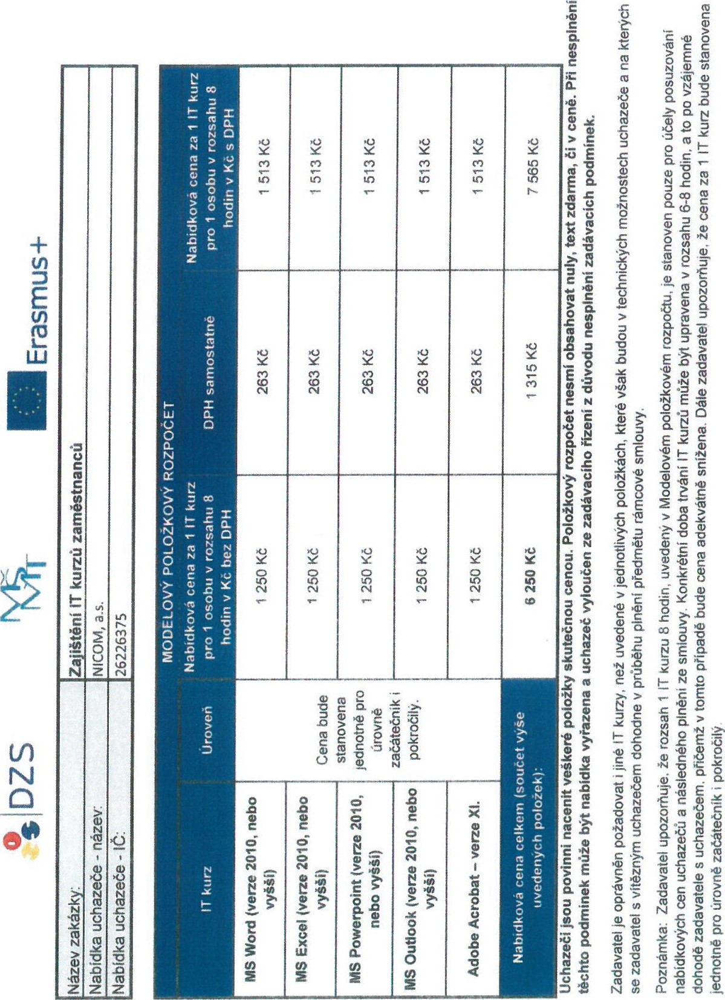 DZS
MŠMT
Erasmus+
Název zakázky: Zajištění IT kurzů zaměstnanců
Nabídka uchazeče - název: NICOM, a.s.
Nabídka uchazeče - IČ: 26226375
MODELOVÝ POLOŽKOVÝ ROZPOČET
IT kurz
Úroveň
Nabídková cena za 1 IT kurz
pro 1 osobu v rozsahu 8
hodin v Kč bez DPH
DPH samostatně
Nabídková cena za 1 IT kurz
pro 1 osobu v rozsahu 8
hodin v Kč s DPH
MS Word (verze 2010, nebo
vyšší)
1 250 Kč 263 Kč 1 513 Kč
MS Excel (verze 2010, nebo
vyšší)
1 250 Kč 263 Kč 1 513 Kč
MS Powerpoint (verze 2010,
nebo vyšší)
1 250 Kč 263 Kč 1 513 Kč
MS Outlook (verze 2010, nebo
vyšší)
1 250 Kč 263 Kč 1 513 Kč
Adobe Acrobat – verze XI.
1 250 Kč 263 Kč 1 513 Kč
Cena bude
stanovena
jednotně pro
úrovně
začátečník i
pokročilý.
Nabídková cena celkem (součet výše
uvedených položek):
6 250 Kč 1 315 Kč 7 565 Kč
Uchazeči jsou povinni nacenit veškeré položky skutečnou cenou. Položkový rozpočet nesmí obsahovat nuly, text zdarma, či v ceně. Při nesplnění
těchto podmínek může být nabídka vyřazena a uchazeč vyloučen ze zadávacího řízení z důvodu nesplnění zadávacích podmínek.
Zadavatel je oprávněn požadovat i jiné IT kurzy, než uvedené v jednotlivých položkách, které však budou v technických možnostech uchazeče a na kterých
se zadavatel s vítězným uchazečem dohodne v průběhu plnění předmětu rámcové smlouvy.
Poznámka: Zadavatel upozorňuje, že rozsah 1 IT kurzu 8 hodin, uvedený v Modelovém položkovém rozpočtu, je stanoven pouze pro účely posuzování
nabídkových cen uchazečů a následného plnění ze smlouvy. Konkrétní doba trvání IT kurzů může být upravena v rozsahu 6-8 hodin, a to po vzájemné
dohodě zadavatele s uchazečem, přičemž v tomto případě bude cena adekvátně snížena. Dále zadavatel upozorňuje, že cena za 1 IT kurz bude stanovena
jednotně pro úrovně začátečník i pokročilý.